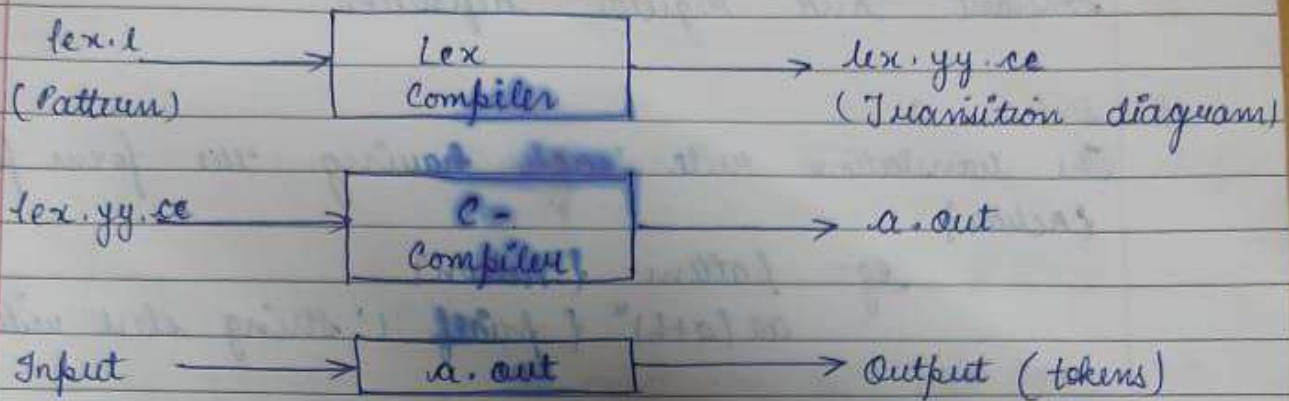 lex.l → Lex Compiler → lex.yy.cc
(Pattern) (Transition diagram)
lex.yy.cc → C - Compiler → a.out
Input → a.out → Output (tokens)